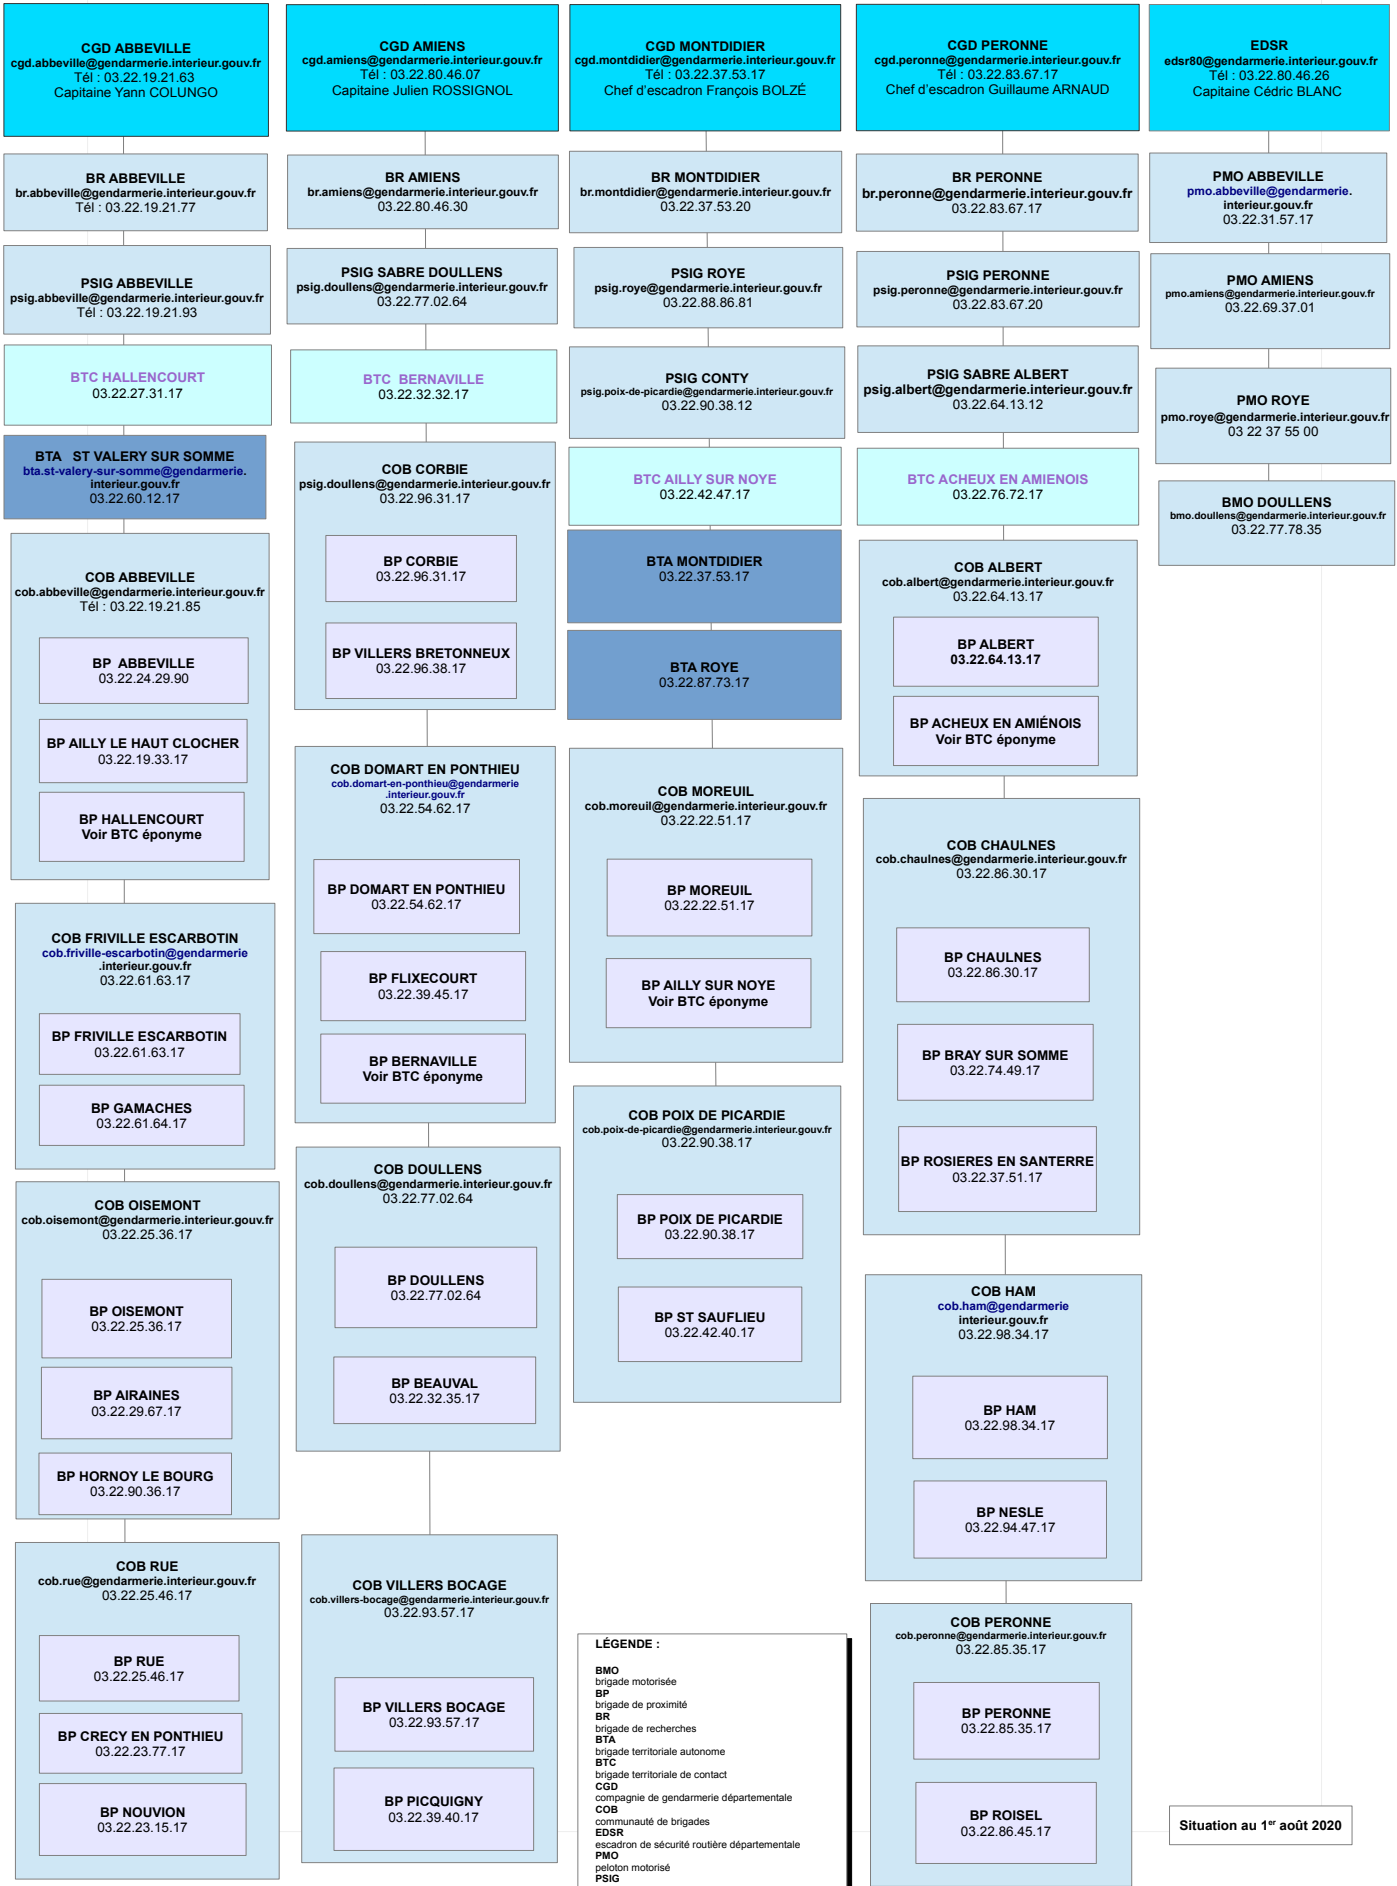 CGD ABBEVILLE
cgd.abbeville@gendarmerie.interieur.gouv.fr
Tél : 03.22.19.21.63
Capitaine Yann COLUNGO
BR ABBEVILLE
br.abbeville@gendarmerie.interieur.gouv.fr
Tél : 03.22.19.21.77
PSIG ABBEVILLE
psig.abbeville@gendarmerie.interieur.gouv.fr
Tél : 03.22.19.21.93
BTC HALLENCOURT
03.22.27.31.17
BTA ST VALERY SUR SOMME
bta.st-valery-sur-somme@gendarmerie.
interieur.gouv.fr
03.22.60.12.17
COB ABBEVILLE
cob.abbeville@gendarmerie.interieur.gouv.fr
Tél : 03.22.19.21.85
BP ABBEVILLE
03.22.24.29.90
BP AILLY LE HAUT CLOCHER
03.22.19.33.17
BP HALLENCOURT
Voir BTC éponyme
COB FRIVILLE ESCARBOTIN
cob.friville-escarbotin@gendarmerie
.interieur.gouv.fr
03.22.61.63.17
BP FRIVILLE ESCARBOTIN
03.22.61.63.17
BP GAMACHES
03.22.61.64.17
COB OISEMONT
cob.oisemont@gendarmerie.interieur.gouv.fr
03.22.25.36.17
BP OISEMONT
03.22.25.36.17
BP AIRAINES
03.22.29.67.17
BP HORNOY LE BOURG
03.22.90.36.17
COB RUE
cob.rue@gendarmerie.interieur.gouv.fr
03.22.25.46.17
BP RUE
03.22.25.46.17
BP CRECY EN PONTHIEU
03.22.23.77.17
BP NOUVION
03.22.23.15.17
CGD AMIENS
cgd.amiens@gendarmerie.interieur.gouv.fr
Tél : 03.22.80.46.07
Capitaine Julien ROSSIGNOL
BR AMIENS
br.amiens@gendarmerie.interieur.gouv.fr
03.22.80.46.30
PSIG SABRE DOULLENS
psig.doullens@gendarmerie.interieur.gouv.fr
03.22.77.02.64
BTC BERNAVILLE
03.22.32.32.17
COB CORBIE
psig.doullens@gendarmerie.interieur.gouv.fr
03.22.96.31.17
BP CORBIE
03.22.96.31.17
BP VILLERS BRETONNEUX
03.22.96.38.17
COB DOMART EN PONTHIEU
cob.domart-en-ponthieu@gendarmerie
.interieur.gouv.fr
03.22.54.62.17
BP DOMART EN PONTHIEU
03.22.54.62.17
BP FLIXECOURT
03.22.39.45.17
BP BERNAVILLE
Voir BTC éponyme
COB DOULLENS
cob.doullens@gendarmerie.interieur.gouv.fr
03.22.77.02.64
BP DOULLENS
03.22.77.02.64
BP BEAUVAL
03.22.32.35.17
COB VILLERS BOCAGE
cob.villers-bocage@gendarmerie.interieur.gouv.fr
03.22.93.57.17
BP VILLERS BOCAGE
03.22.93.57.17
BP PICQUIGNY
03.22.39.40.17
CGD MONTDIDIER
cgd.montdidier@gendarmerie.interieur.gouv.fr
Tél : 03.22.37.53.17
Chef d'escadron François BOLZÉ
BR MONTDIDIER
br.montdidier@gendarmerie.interieur.gouv.fr
03.22.37.53.20
PSIG ROYE
psig.roye@gendarmerie.interieur.gouv.fr
03.22.88.86.81
PSIG CONTY
psig.poix-de-picardie@gendarmerie.interieur.gouv.fr
03.22.90.38.12
BTC AILLY SUR NOYE
03.22.42.47.17
BTA MONTDIDIER
03.22.37.53.17
BTA ROYE
03.22.87.73.17
COB MOREUIL
cob.moreuil@gendarmerie.interieur.gouv.fr
03.22.22.51.17
BP MOREUIL
03.22.22.51.17
BP AILLY SUR NOYE
Voir BTC éponyme
COB POIX DE PICARDIE
cob.poix-de-picardie@gendarmerie.interieur.gouv.fr
03.22.90.38.17
BP POIX DE PICARDIE
03.22.90.38.17
BP ST SAUFLIEU
03.22.42.40.17
LÉGENDE :
BMO
brigade motorisée
BP
brigade de proximité
BR
brigade de recherches
BTA
brigade territoriale autonome
BTC
brigade territoriale de contact
CGD
compagnie de gendarmerie départementale
COB
communauté de brigades
EDSR
escadron de sécurité routière départementale
PMO
peloton motorisé
PSIG
CGD PERONNE
cgd.peronne@gendarmerie.interieur.gouv.fr
Tél : 03.22.83.67.17
Chef d'escadron Guillaume ARNAUD
BR PERONNE
br.peronne@gendarmerie.interieur.gouv.fr
03.22.83.67.17
PSIG PERONNE
psig.peronne@gendarmerie.interieur.gouv.fr
03.22.83.67.20
PSIG SABRE ALBERT
psig.albert@gendarmerie.interieur.gouv.fr
03.22.64.13.12
BTC ACHEUX EN AMIENOIS
03.22.76.72.17
COB ALBERT
cob.albert@gendarmerie.interieur.gouv.fr
03.22.64.13.17
BP ALBERT
03.22.64.13.17
BP ACHEUX EN AMIÉNOIS
Voir BTC éponyme
COB CHAULNES
cob.chaulnes@gendarmerie.interieur.gouv.fr
03.22.86.30.17
BP CHAULNES
03.22.86.30.17
BP BRAY SUR SOMME
03.22.74.49.17
BP ROSIERES EN SANTERRE
03.22.37.51.17
COB HAM
cob.ham@gendarmerie
interieur.gouv.fr
03.22.98.34.17
BP HAM
03.22.98.34.17
BP NESLE
03.22.94.47.17
COB PERONNE
cob.peronne@gendarmerie.interieur.gouv.fr
03.22.85.35.17
BP PERONNE
03.22.85.35.17
BP ROISEL
03.22.86.45.17
EDSR
edsr80@gendarmerie.interieur.gouv.fr
Tél : 03.22.80.46.26
Capitaine Cédric BLANC
PMO ABBEVILLE
pmo.abbeville@gendarmerie.
interieur.gouv.fr
03.22.31.57.17
PMO AMIENS
pmo.amiens@gendarmerie.interieur.gouv.fr
03.22.69.37.01
PMO ROYE
pmo.roye@gendarmerie.interieur.gouv.fr
03 22 37 55 00
BMO DOULLENS
bmo.doullens@gendarmerie.interieur.gouv.fr
03.22.77.78.35
Situation au 1er août 2020